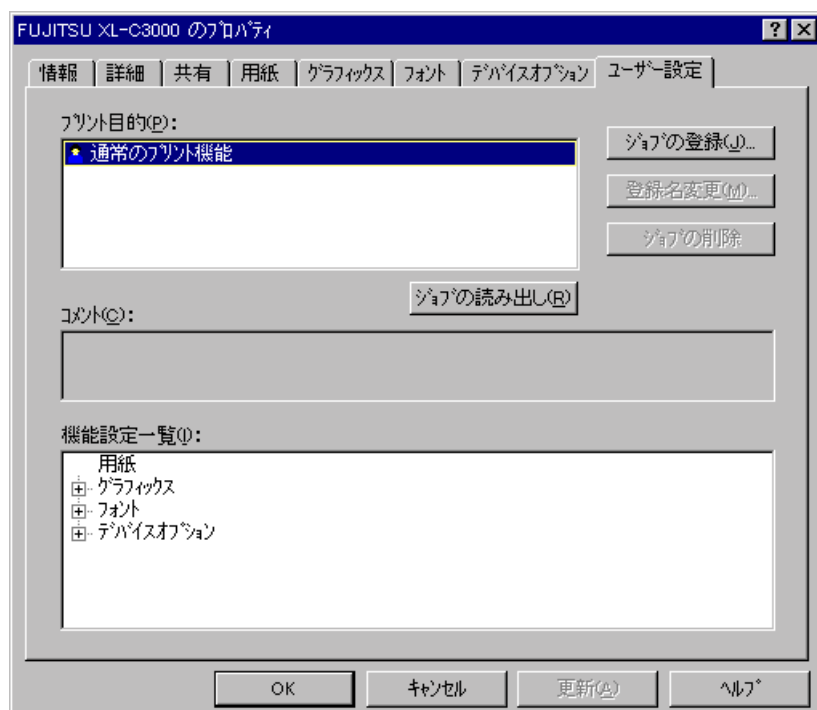 FUJITSU XL-C3000 のﾌﾟﾛﾊﾟﾃｨ
情報 詳細 共有 用紙 ｸﾞﾗﾌｨｯｸｽ ﾌｫﾝﾄ ﾃﾞﾊﾞｲｽｵﾌﾟｼｮﾝ ﾕｰｻﾞｰ設定
ﾌﾟﾘﾝﾄ目的(P):
通常のﾌﾟﾘﾝﾄ機能
ｼﾞｮﾌﾞの登録(J)...
登録名変更(M)...
ｼﾞｮﾌﾞの削除
ｼﾞｮﾌﾞの読み出し(R)
ｺﾒﾝﾄ(C):
機能設定一覧(I):
用紙
ｸﾞﾗﾌｨｯｸｽ
ﾌｫﾝﾄ
ﾃﾞﾊﾞｲｽｵﾌﾟｼｮﾝ
OK ｷｬﾝｾﾙ 更新(A) ﾍﾙﾌﾟ